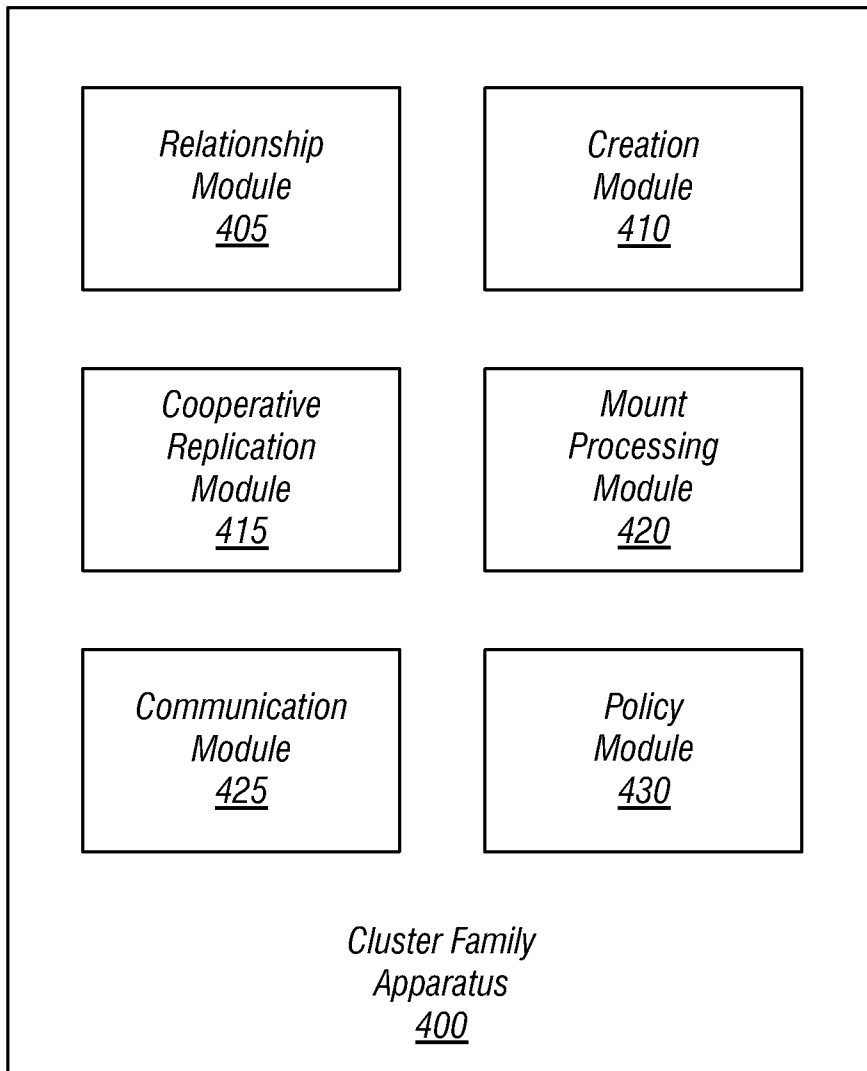 Relationship
Module
405
Creation
Module
410
Cooperative
Replication
Module
415
Mount
Processing
Module
420
Communication
Module
425
Policy
Module
430
Cluster Family
Apparatus
400